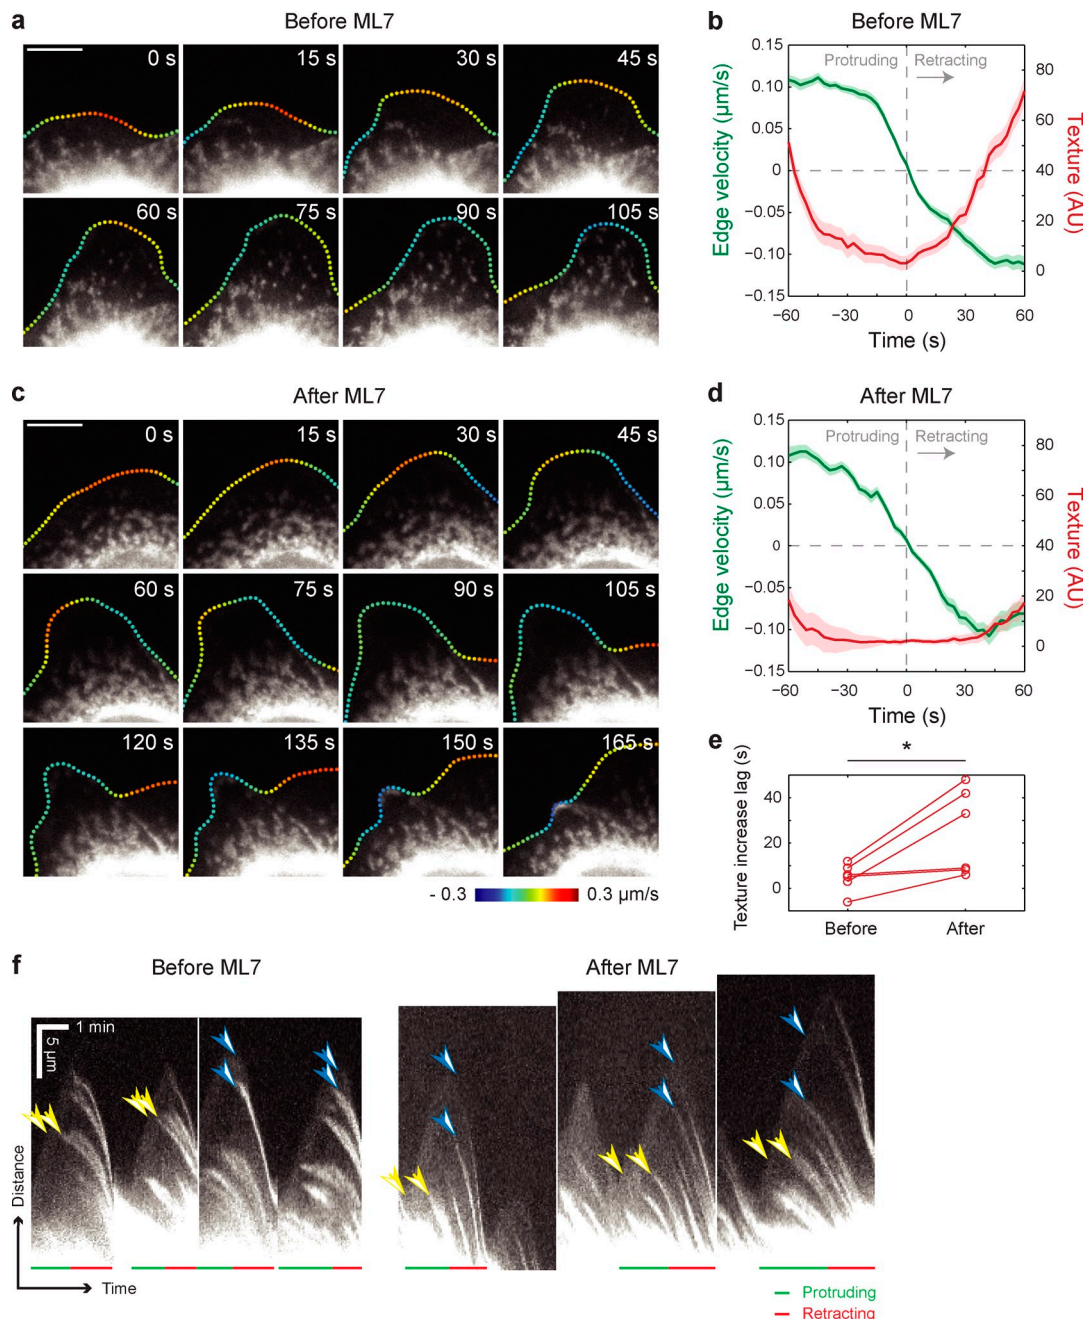 a
Before ML7
0 s
15 s
30 s
45 s
60 s
75 s
90 s
105 s
b
Before ML7
Edge velocity (µm/s)
0.15
0.10
0.05
0
−0.05
−0.10
−0.15
Protruding
Retracting
80
60
40
20
0
Texture (AU)
−60
−30
0
30
60
Time (s)
c
After ML7
0 s
15 s
30 s
45 s
60 s
75 s
90 s
105 s
120 s
135 s
150 s
165 s
- 0.3
0.3 µm/s
d
After ML7
Edge velocity (µm/s)
0.15
0.10
0.05
0
−0.05
−0.10
−0.15
Protruding
Retracting
80
60
40
20
0
Texture (AU)
−60
−30
0
30
60
Time (s)
e
Texture increase lag (s)
*
40
20
0
Before
After
f
Before ML7
After ML7
1 min
5 µm
Distance
Time
Protruding
Retracting